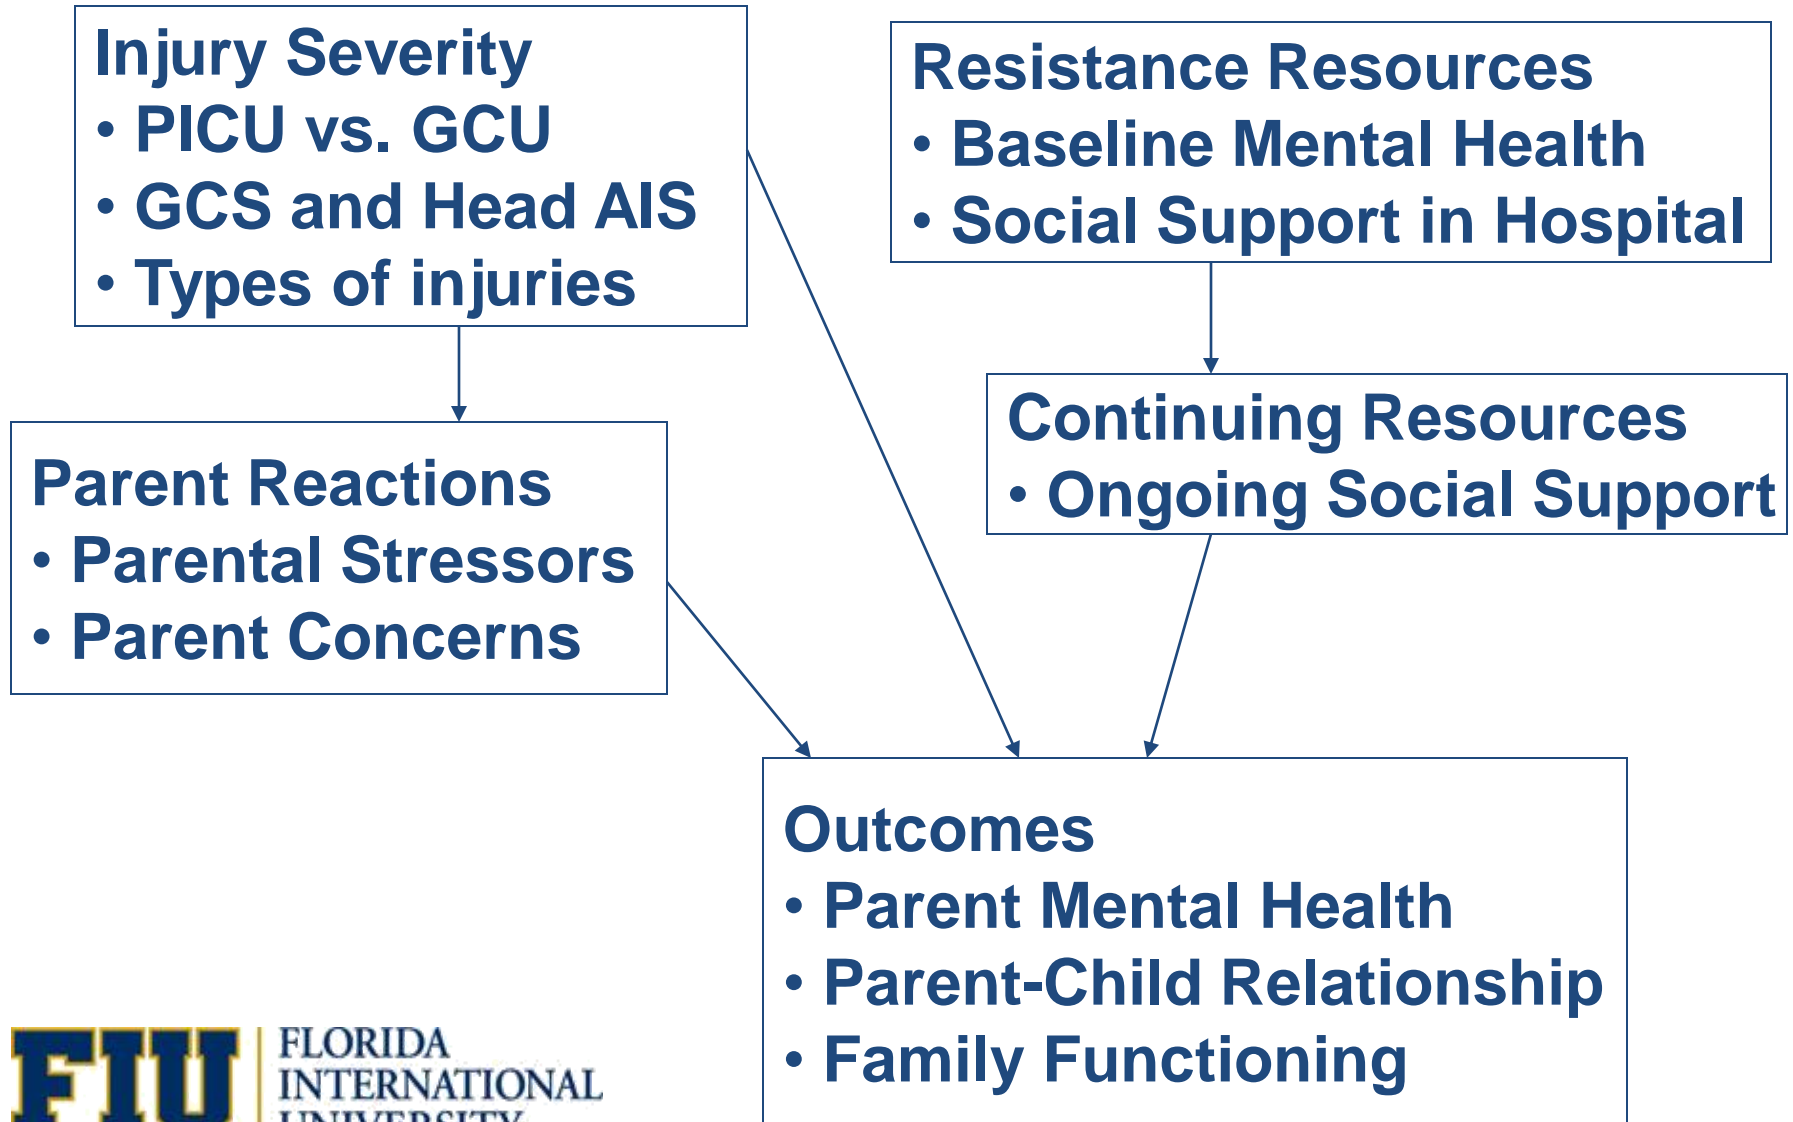 Injury Severity
• PICU vs. GCU
• GCS and Head AIS
• Types of injuries
Resistance Resources
• Baseline Mental Health
• Social Support in Hospital
Continuing Resources
• Ongoing Social Support
Parent Reactions
• Parental Stressors
• Parent Concerns
Outcomes
• Parent Mental Health
• Parent-Child Relationship
• Family Functioning
FIU
FLORIDA
INTERNATIONAL
UNIVERSITY